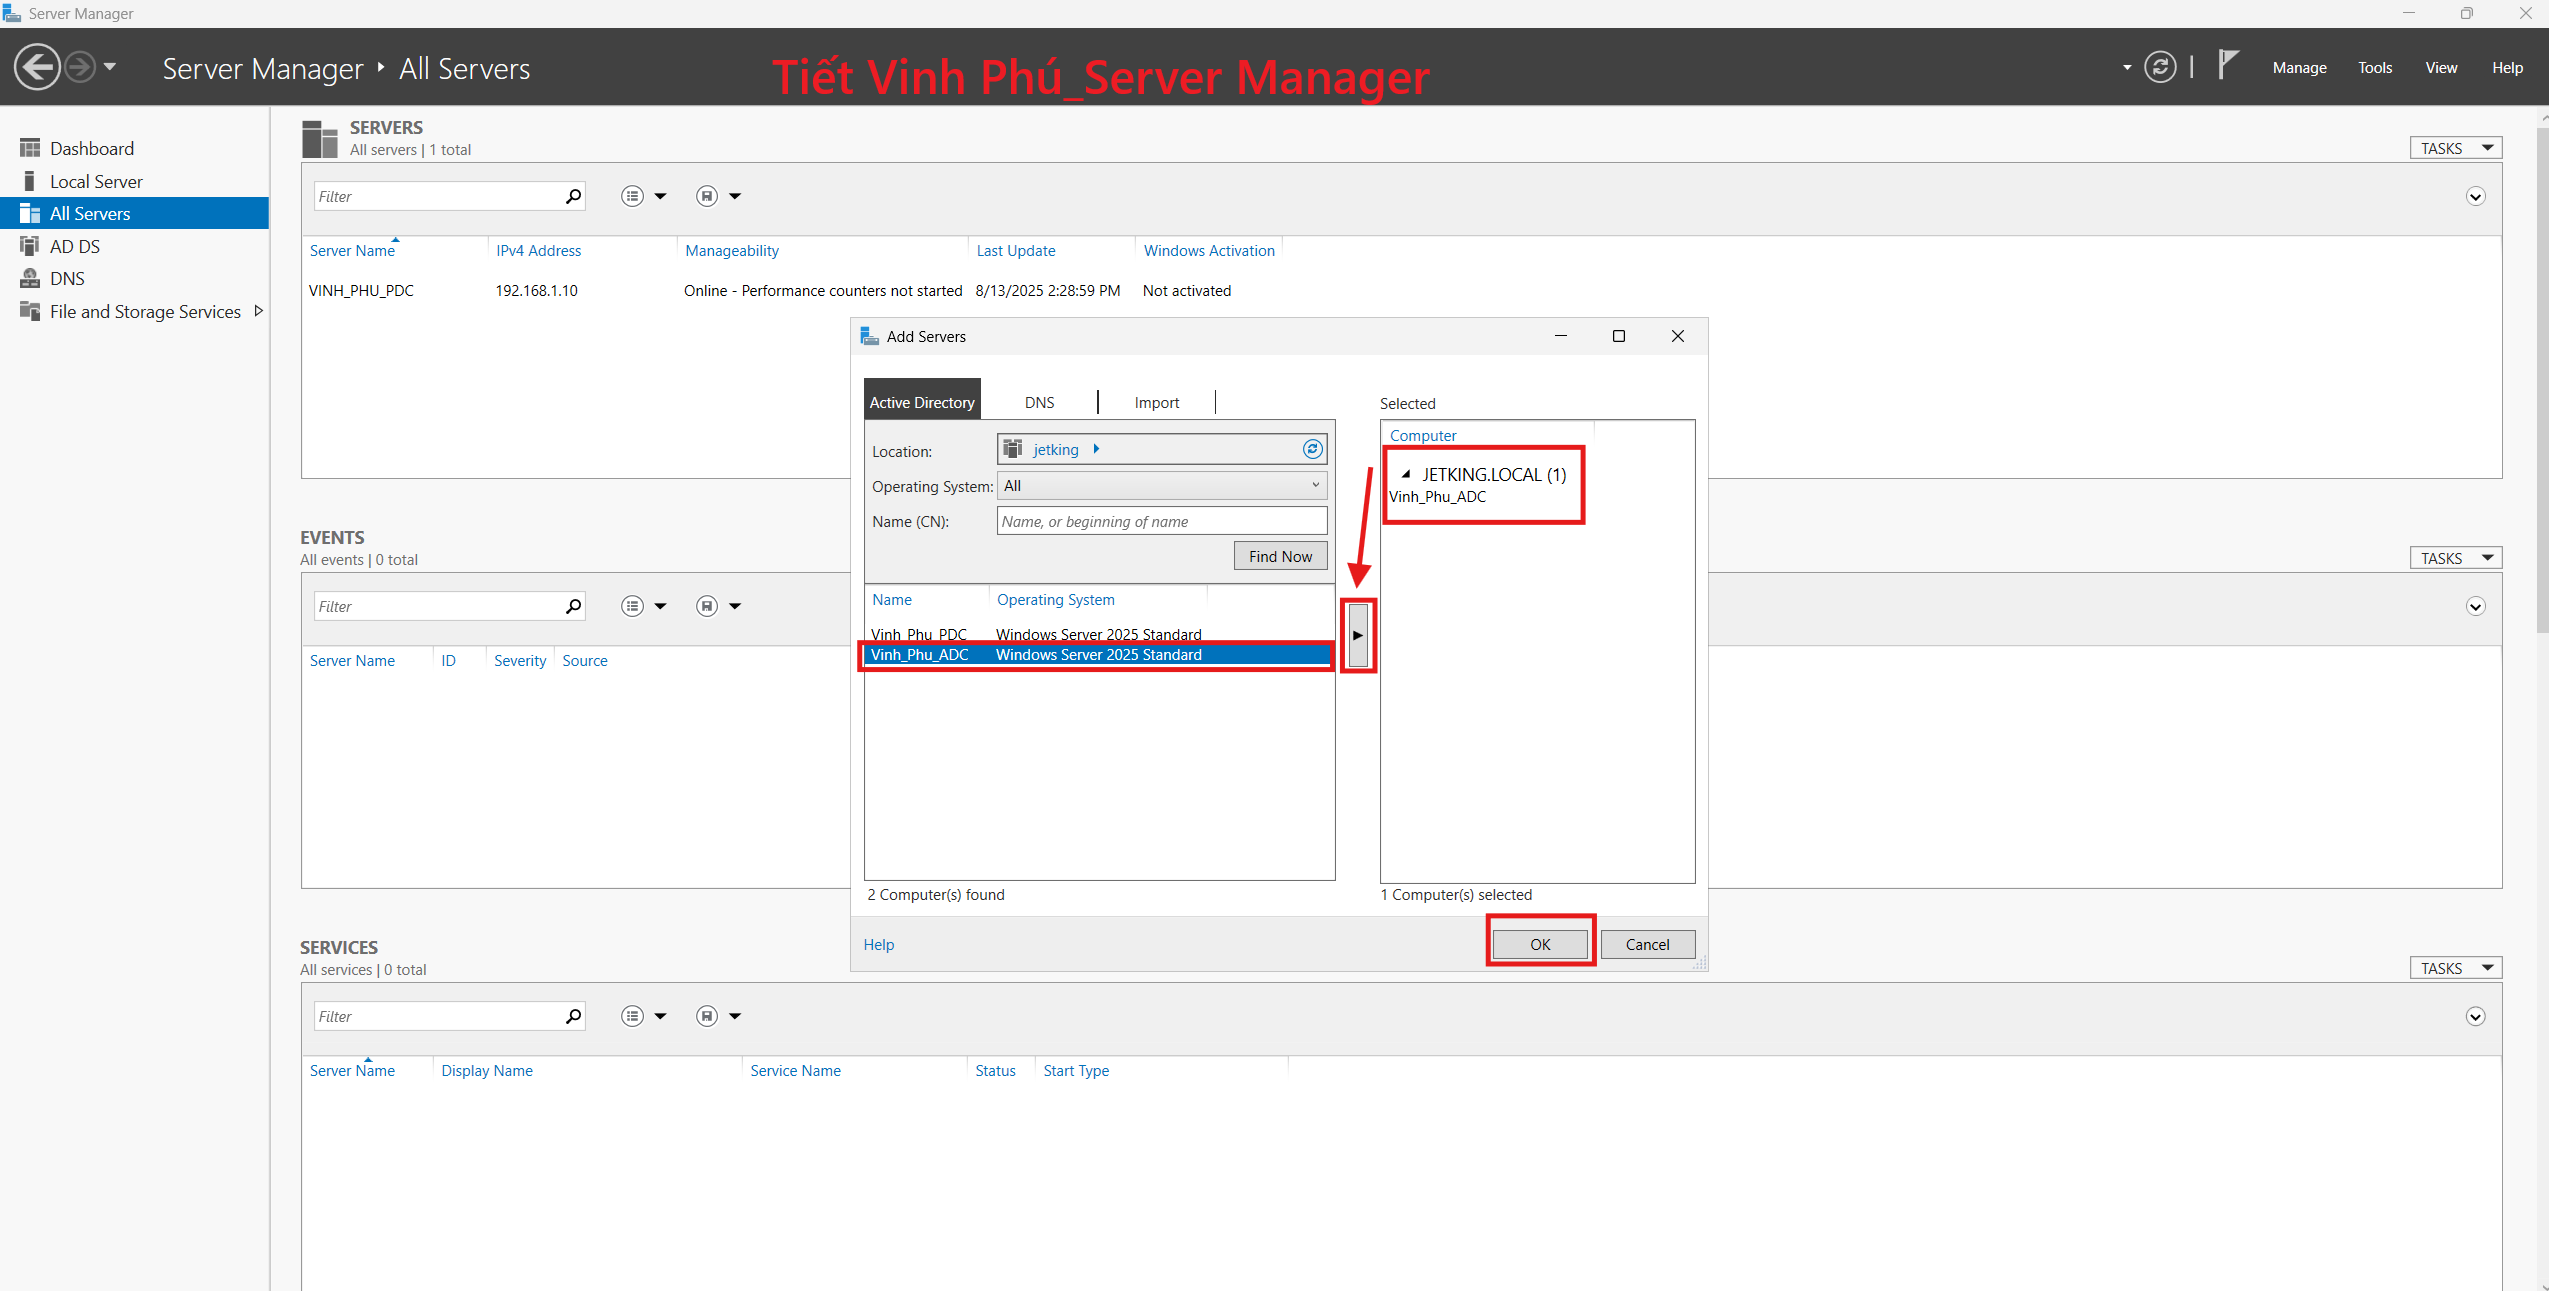 Server Manager
Server Manager ‣ All Servers
Tiết Vinh Phú_Server Manager
Manage Tools View Help
Dashboard
Local Server
All Servers
AD DS
DNS
File and Storage Services
SERVERS
All servers | 1 total
TASKS
Filter
Server Name IPv4 Address Manageability Last Update Windows Activation
VINH_PHU_PDC 192.168.1.10 Online - Performance counters not started 8/13/2025 2:28:59 PM Not activated
EVENTS
All events | 0 total
TASKS
Filter
Server Name ID Severity Source
SERVICES
All services | 0 total
TASKS
Filter
Server Name Display Name Service Name Status Start Type
Add Servers
Active Directory DNS Import
Location: jetking
Operating System: All
Name (CN): Name, or beginning of name
Find Now
Name Operating System
Vinh_Phu_PDC Windows Server 2025 Standard
Vinh_Phu_ADC Windows Server 2025 Standard
2 Computer(s) found
Selected
Computer
JETKING.LOCAL (1)
Vinh_Phu_ADC
1 Computer(s) selected
Help
OK Cancel